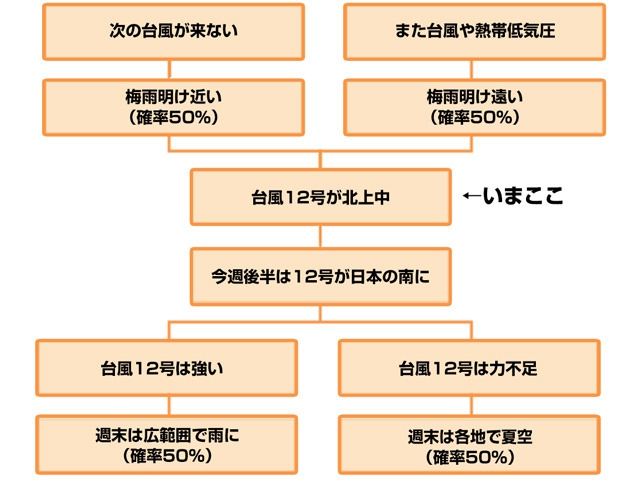 次の台風が来ない
また台風や熱帯低気圧
梅雨明け近い
（確率50%）
梅雨明け遠い
（確率50%）
台風12号が北上中
←いまここ
今週後半は12号が日本の南に
台風12号は強い
台風12号は力不足
週末は広範囲で雨に
（確率50%）
週末は各地で夏空
（確率50%）